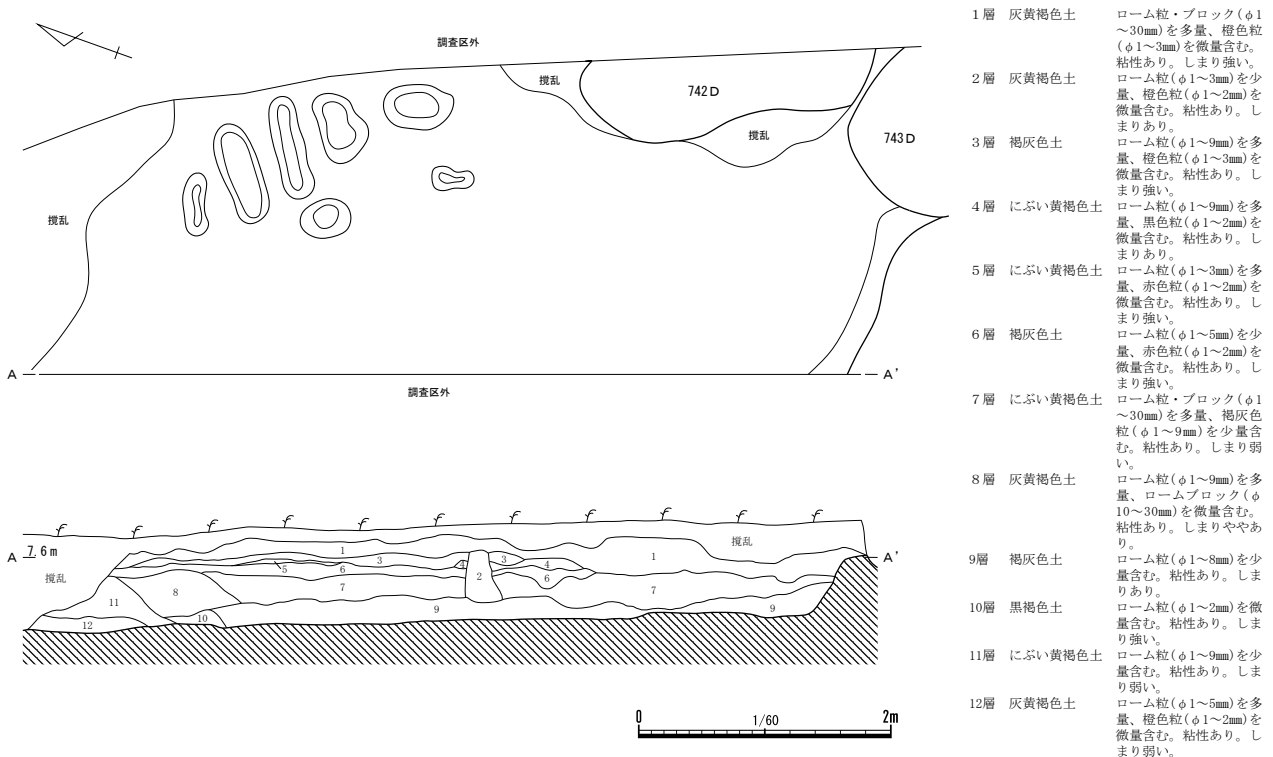 調査区外
撹乱
742D
撹乱
743D
撹乱
A
A'
調査区外
A 7.6m
A'
撹乱
撹乱
1
1
2
3
3
4
4
5
6
6
7
7
8
9
9
10
11
12
0 1/60 2m
1層 灰黄褐色土 ローム粒・ブロック(φ1
～30㎜)を多量、橙色粒
(φ1～3㎜)を微量含む。
粘性あり。しまり強い。
2層 灰黄褐色土 ローム粒(φ1～3㎜)を少
量、橙色粒(φ1～2㎜)を
微量含む。粘性あり。し
まりあり。
3層 褐灰色土 ローム粒(φ1～9㎜)を多
量、橙色粒(φ1～3㎜)を
微量含む。粘性あり。し
まり強い。
4層 にぶい黄褐色土 ローム粒(φ1～9㎜)を多
量、黒色粒(φ1～2㎜)を
微量含む。粘性あり。し
まりあり。
5層 にぶい黄褐色土 ローム粒(φ1～3㎜)を多
量、赤色粒(φ1～2㎜)を
微量含む。粘性あり。し
まり強い。
6層 褐灰色土 ローム粒(φ1～5㎜)を少
量、赤色粒(φ1～2㎜)を
微量含む。粘性あり。し
まり強い。
7層 にぶい黄褐色土 ローム粒・ブロック(φ1
～30㎜)を多量、褐灰色
粒(φ1～9㎜)を少量含
む。粘性あり。しまり弱
い。
8層 灰黄褐色土 ローム粒(φ1～9㎜)を多
量、ロームブロック(φ
10～30㎜)を微量含む。
粘性あり。しまりややあ
り。
9層 褐灰色土 ローム粒(φ1～8㎜)を少
量含む。粘性あり。しま
りあり。
10層 黒褐色土 ローム粒(φ1～2㎜)を微
量含む。粘性あり。しま
り強い。
11層 にぶい黄褐色土 ローム粒(φ1～9㎜)を少
量含む。粘性あり。しま
り弱い。
12層 灰黄褐色土 ローム粒(φ1～5㎜)を多
量、橙色粒(φ1～2㎜)を
微量含む。粘性あり。し
まり弱い。